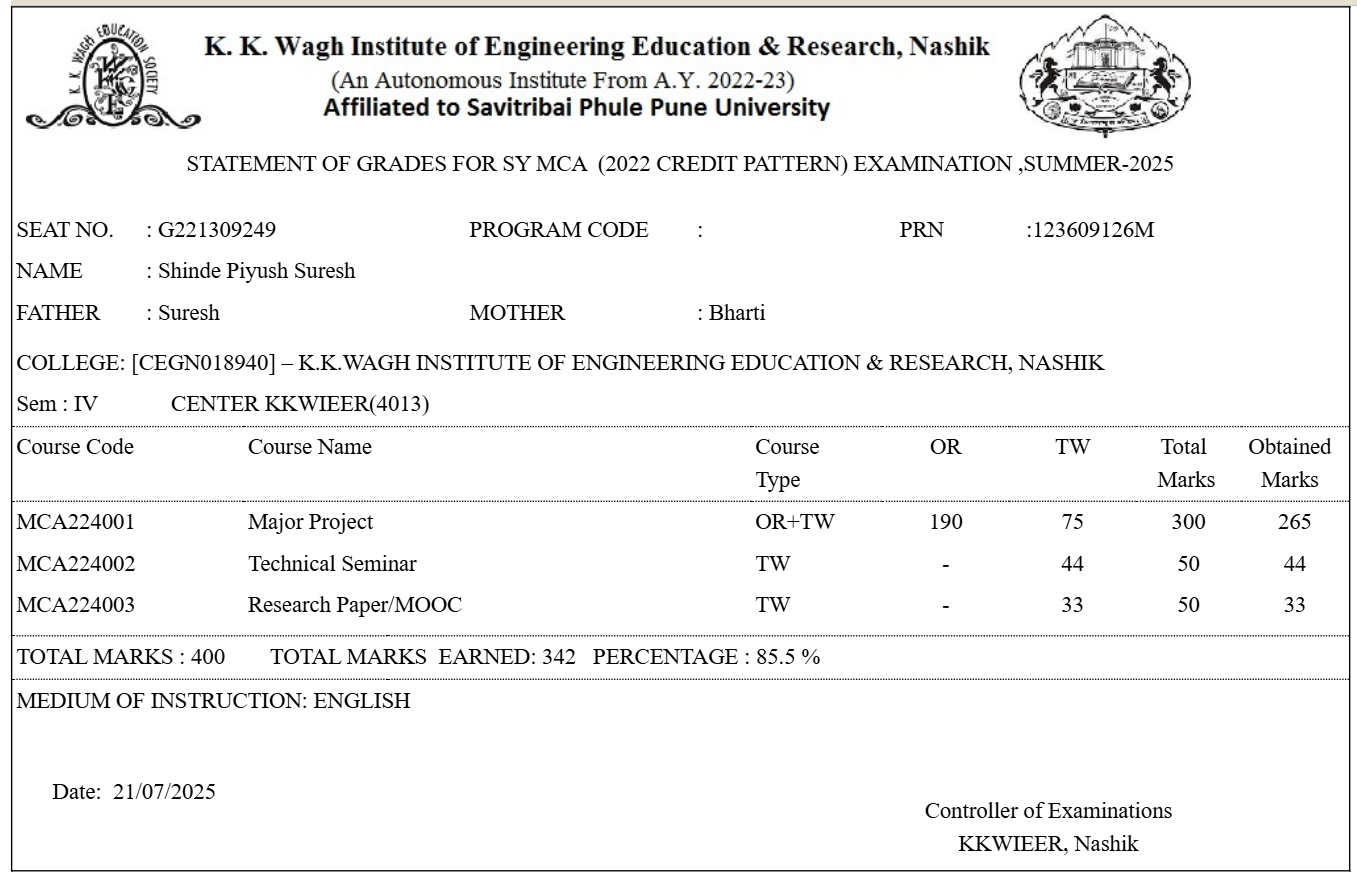 K. K. WAGH EDUCATION SOCIETY
K. K. Wagh Institute of Engineering Education & Research, Nashik
(An Autonomous Institute From A.Y. 2022-23)
Affiliated to Savitribai Phule Pune University
STATEMENT OF GRADES FOR SY MCA (2022 CREDIT PATTERN) EXAMINATION ,SUMMER-2025
SEAT NO. : G221309249 PROGRAM CODE : PRN :123609126M
NAME : Shinde Piyush Suresh
FATHER : Suresh MOTHER : Bharti
COLLEGE: [CEGN018940] – K.K.WAGH INSTITUTE OF ENGINEERING EDUCATION & RESEARCH, NASHIK
Sem : IV CENTER KKWIEER(4013)
Course Code Course Name Course Type OR TW Total Marks Obtained Marks
MCA224001 Major Project OR+TW 190 75 300 265
MCA224002 Technical Seminar TW - 44 50 44
MCA224003 Research Paper/MOOC TW - 33 50 33
TOTAL MARKS : 400 TOTAL MARKS EARNED: 342 PERCENTAGE : 85.5 %
MEDIUM OF INSTRUCTION: ENGLISH
Date: 21/07/2025
Controller of Examinations
KKWIEER, Nashik